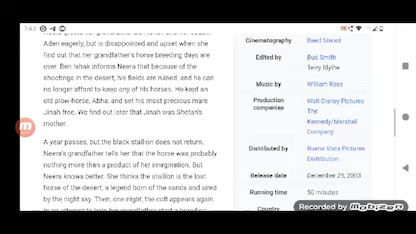 7:43
Aden eagerly, but is disappointed and upset when she
find out that her grandfather's horse breeding days are
over. Ben Ishak informs Neera that because of the
shootings in the desert, his fields are ruined, and he can
no longer afford to keep any of his horses. He kept an
old plow-horse, Abha, and set his most precious mare
Jinah free. We find out later that Jinah was Shetan's
mother.
A year passes, but the black stallion does not return.
Neera's grandfather tells her that the horse was probably
nothing more than a product of her imagination. But
Neera knows better. She thinks the stallion is the lost
horse of the desert, a legend born of the sands and sired
by the night sky. Then, one night, the colt appears again.
Cinematography Reed Smoot
Edited by Bud Smith
Terry Blythe
Music by William Ross
Production companies Walt Disney Pictures
The Kennedy/Marshall Company
Distributed by Buena Vista Pictures Distribution
Release date December 25, 2003
Running time 50 minutes
Country
Recorded by
Mobizen